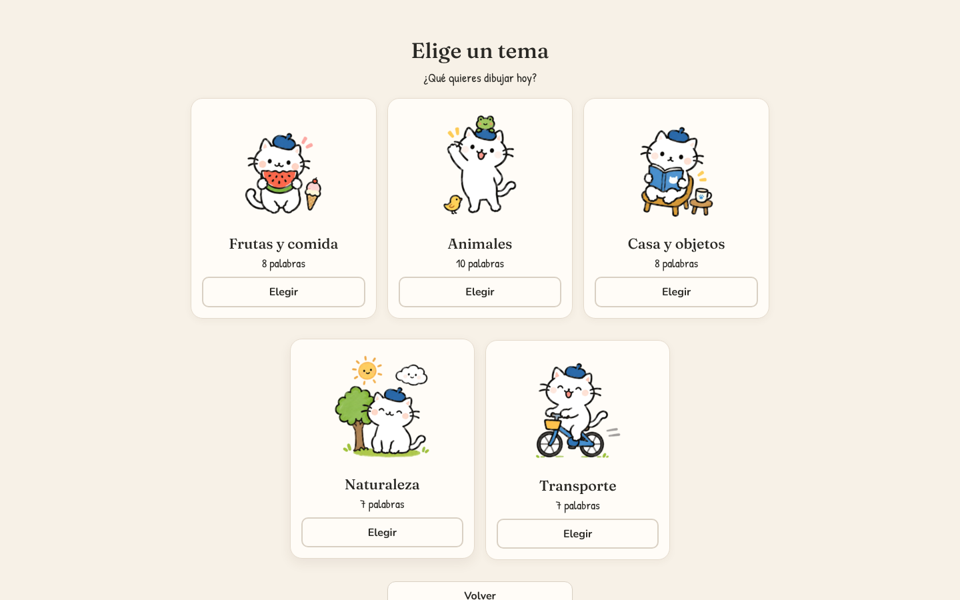 Elige un tema
¿Qué quieres dibujar hoy?
Frutas y comida
8 palabras
Elegir
Animales
10 palabras
Elegir
Casa y objetos
8 palabras
Elegir
Naturaleza
7 palabras
Elegir
Transporte
7 palabras
Elegir
Volver